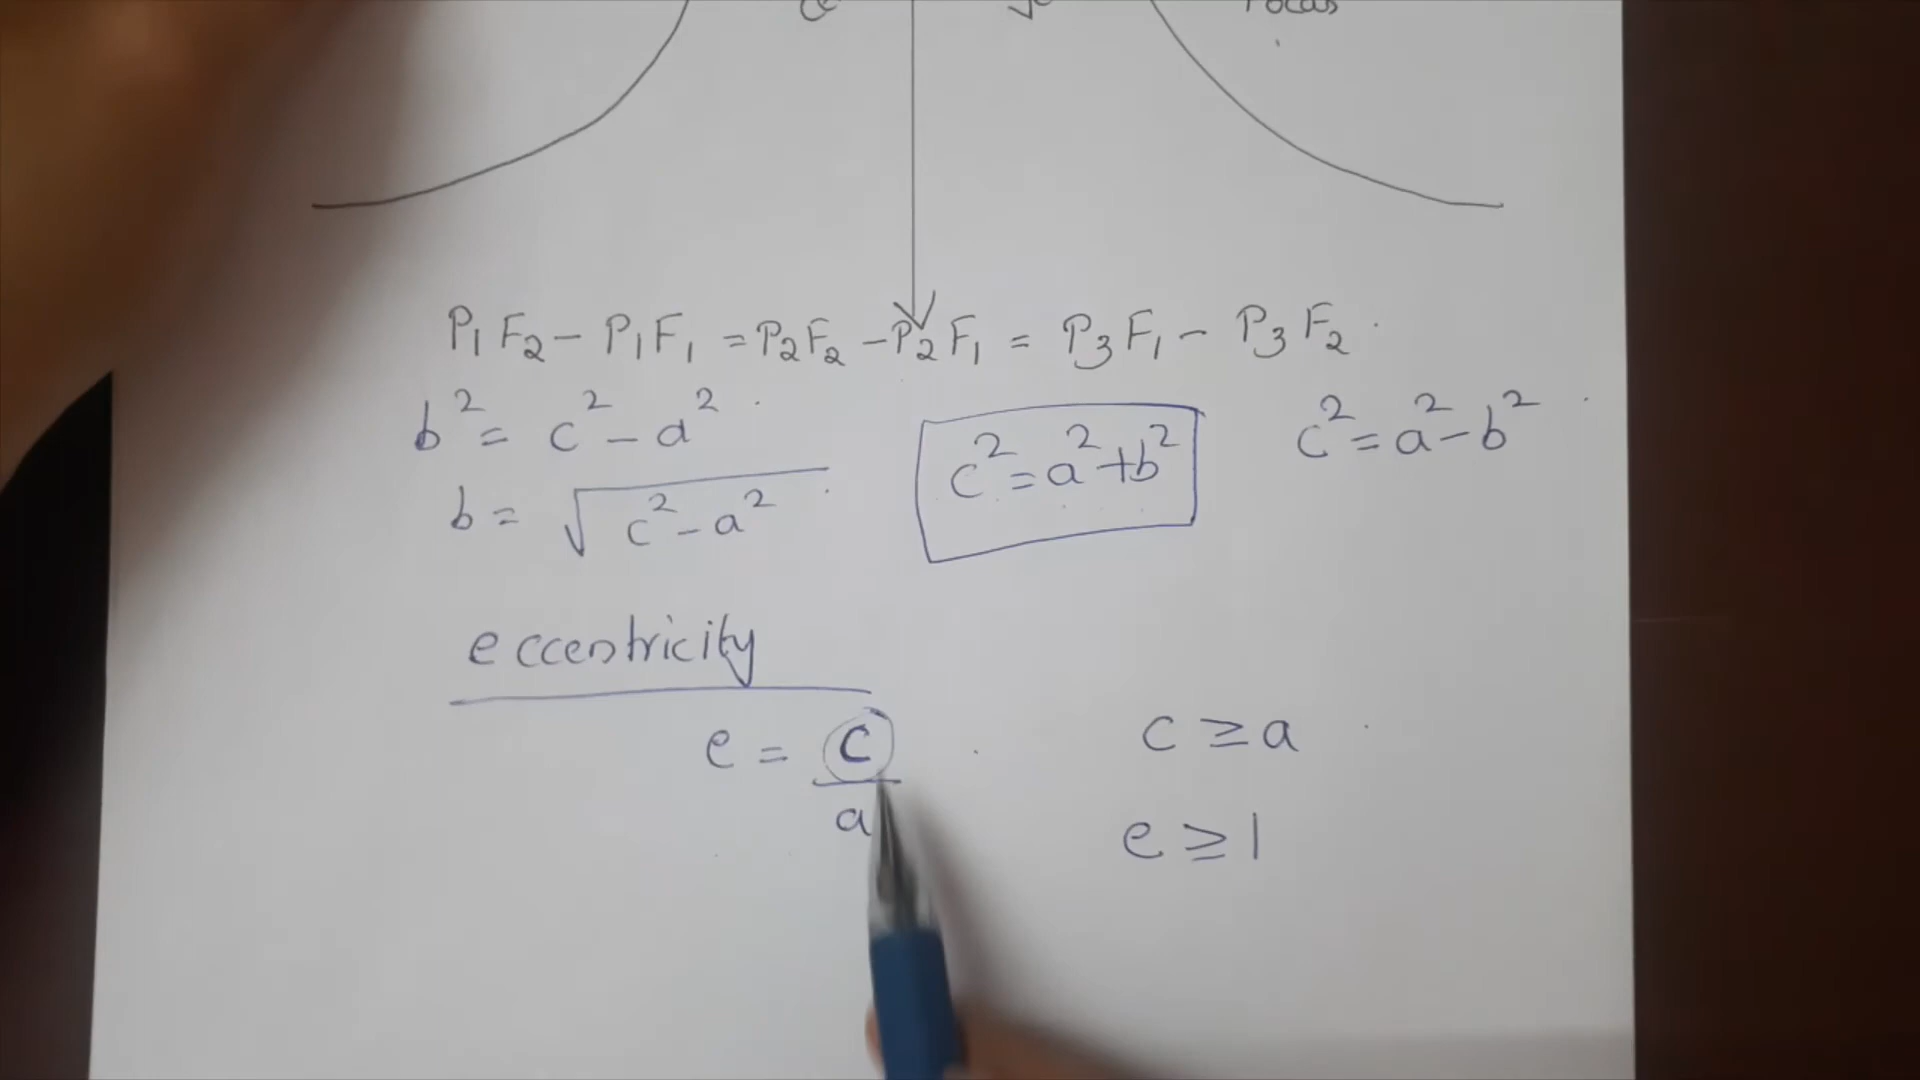 Focus
P₁F₂ - P₁F₁ = P₂F₂ - P₂F₁ = P₃F₁ - P₃F₂
b² = c² - a²
c² = a² + b²
c² = a² - b²
b = √(c² - a²)
eccentricity
e = c/a
c ≥ a
e ≥ 1